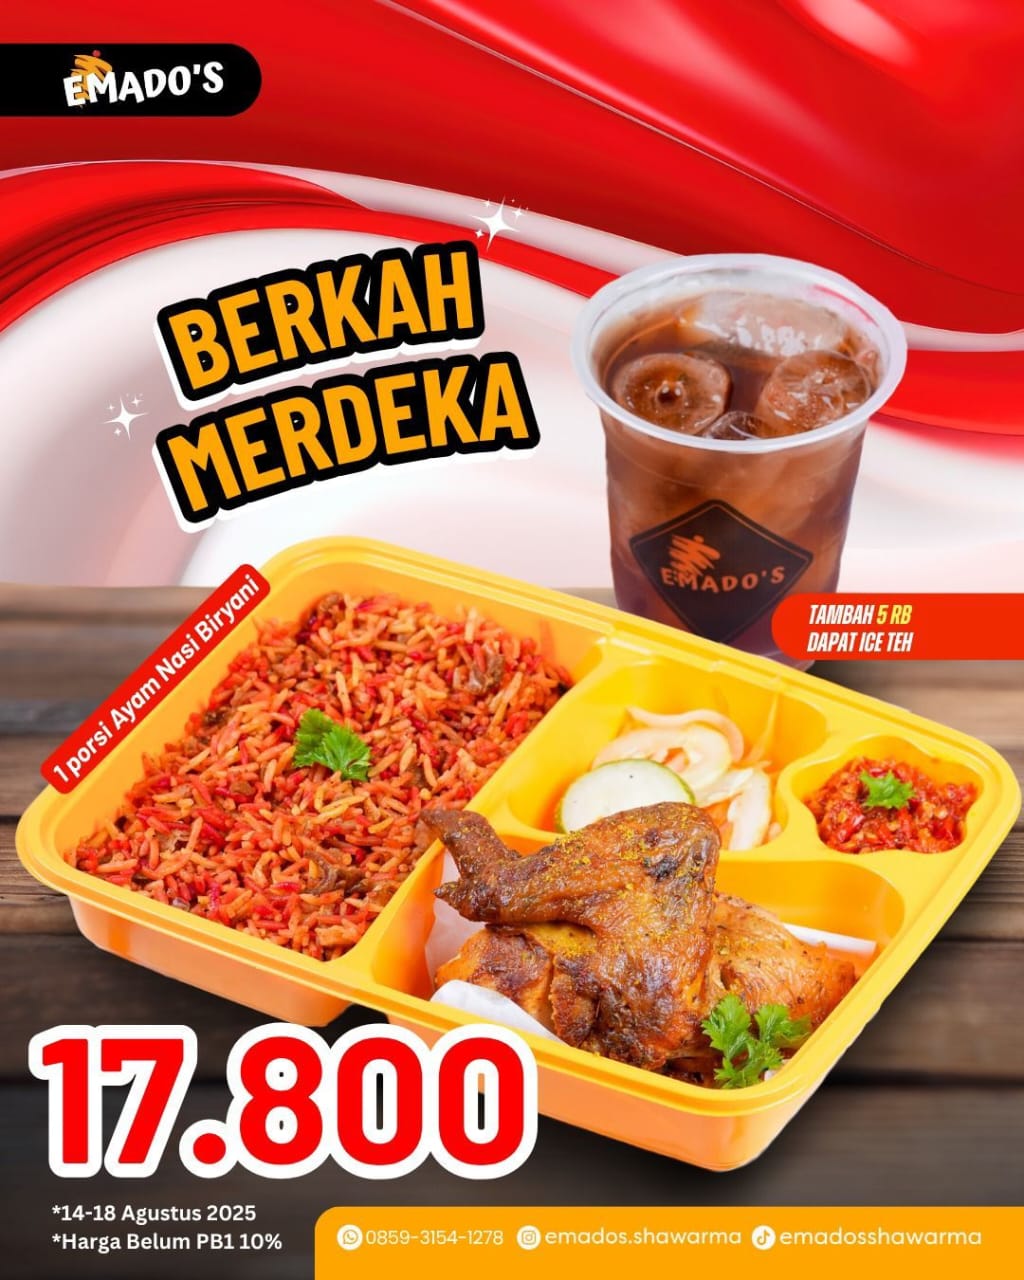 EMADO'S
BERKAH
MERDEKA
EMADO'S
TAMBAH 5 RB
DAPAT ICE TEH
1 porsi Ayam Nasi Biryani
17.800
*14-18 Agustus 2025
*Harga Belum PB1 10%
0859-3154-1278 emados.shawarma emadosshawarma